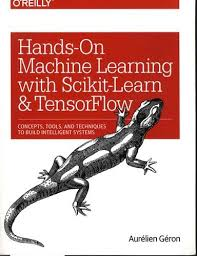 O'REILLY®
Hands-On
Machine Learning
with Scikit-Learn
& TensorFlow
CONCEPTS, TOOLS, AND TECHNIQUES
TO BUILD INTELLIGENT SYSTEMS
Aurélien Géron